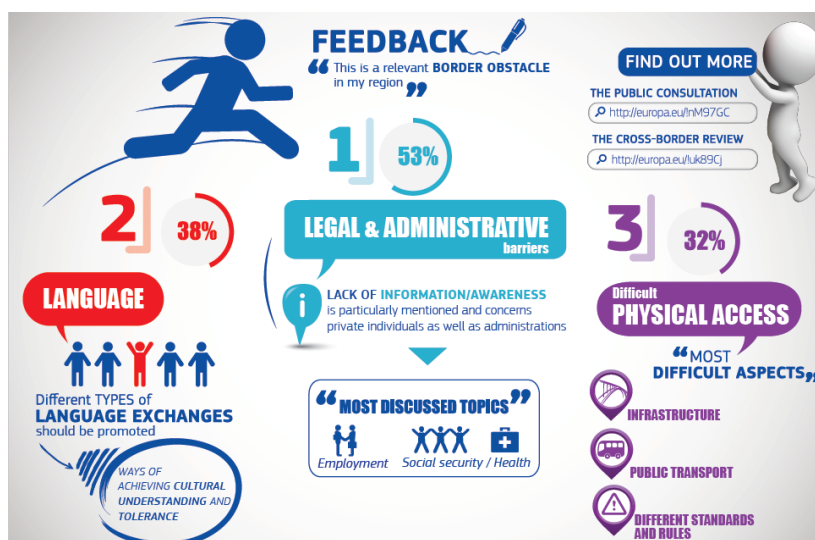 FEEDBACK
“ This is a relevant BORDER OBSTACLE
in my region ”
FIND OUT MORE
THE PUBLIC CONSULTATION
http://europa.eu/!nM97GC
THE CROSS-BORDER REVIEW
http://europa.eu/!uk89Cj
1
53%
LEGAL & ADMINISTRATIVE
barriers
i
LACK OF INFORMATION/AWARENESS
is particularly mentioned and concerns
private individuals as well as administrations
“ MOST DISCUSSED TOPICS ”
Employment
Social security / Health
2
38%
LANGUAGE
Different TYPES of
LANGUAGE EXCHANGES
should be promoted
WAYS OF
ACHIEVING CULTURAL
UNDERSTANDING AND
TOLERANCE
3
32%
Difficult
PHYSICAL ACCESS
“MOST
DIFFICULT ASPECTS„
INFRASTRUCTURE
PUBLIC TRANSPORT
DIFFERENT STANDARDS
AND RULES